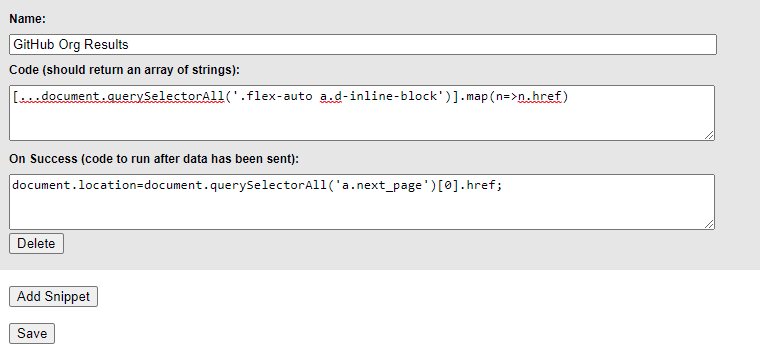 Name:
GitHub Org Results
Code (should return an array of strings):
[...document.querySelectorAll('.flex-auto a.d-inline-block')].map(n=>n.href)
On Success (code to run after data has been sent):
document.location=document.querySelectorAll('a.next_page')[0].href;
Delete
Add Snippet
Save